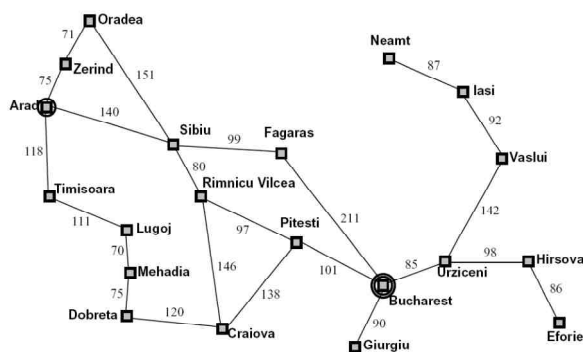 Oradea
71
Neamt
87
Zerind
75
151
Iasi
Arad
140
92
Sibiu
99
Fagaras
118
Vaslui
80
Timisoara
Rimnicu Vilcea
111
211
142
Lugoj
97
Pitesti
70
98
Hirsova
85
Mehadia
146
101
Urziceni
86
75
138
Bucharest
120
Dobreta
90
Craiova
Eforie
Giurgiu